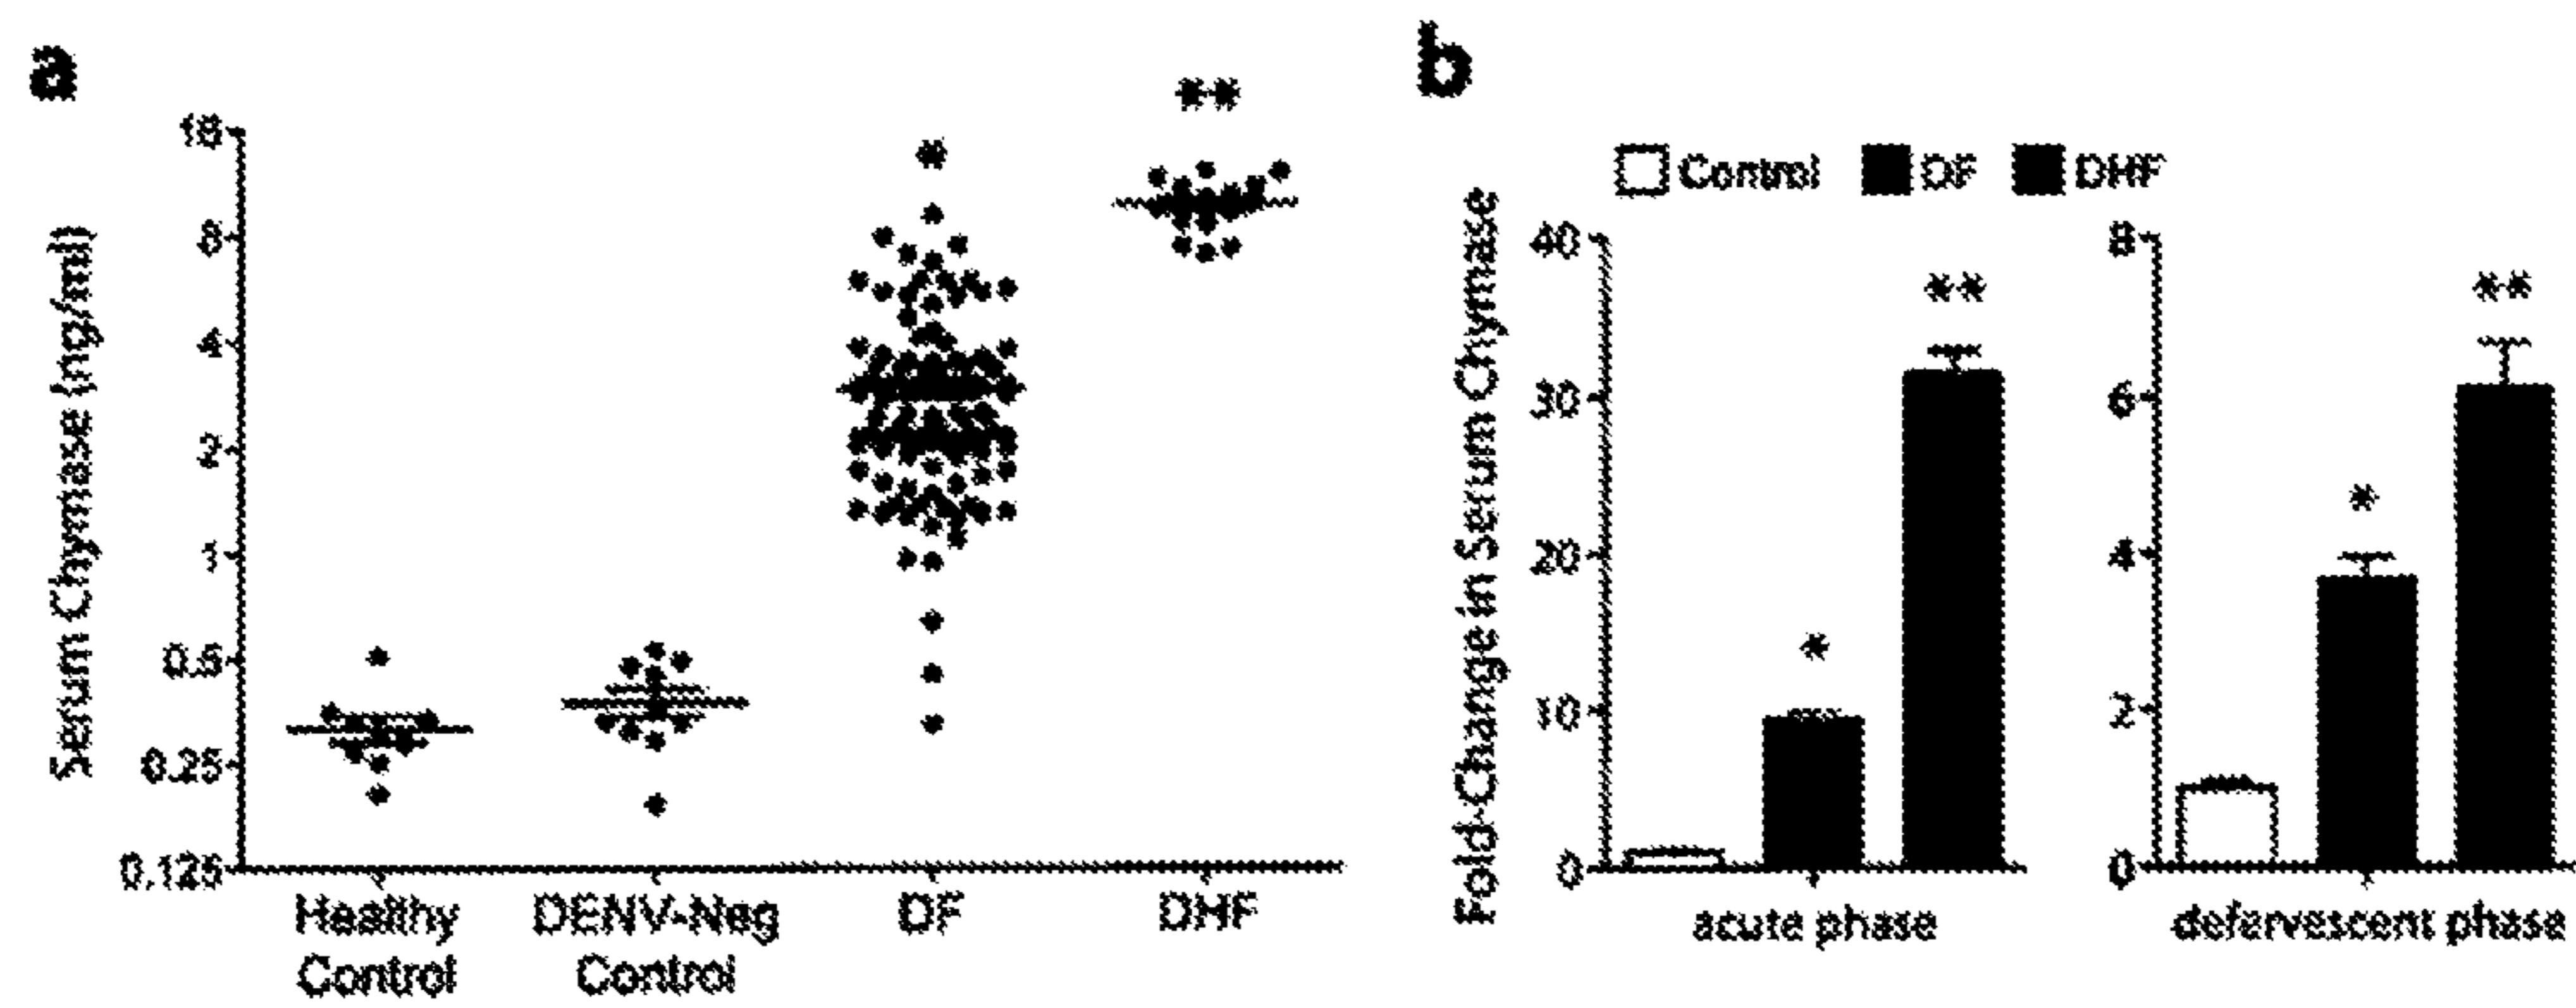 a
**
*
16
8
4
2
1
0.5
0.25
0.125
Serum Chymase (ng/ml)
Healthy
Control
DENV-Neg
Control
DF
DHF
b
Control
DF
DHF
Fold-Change in Serum Chymase
40
30
20
10
0
*
**
acute phase
8
6
4
2
0
*
**
defervescent phase